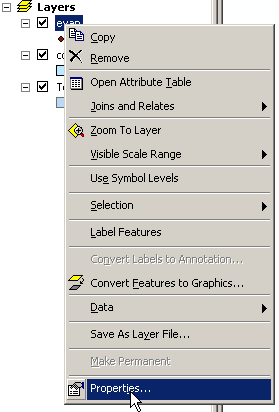 Layers
evap
Copy
Remove
Open Attribute Table
Joins and Relates
Zoom To Layer
Visible Scale Range
Use Symbol Levels
Selection
Label Features
Convert Labels to Annotation...
Convert Features to Graphics...
Data
Save As Layer File...
Make Permanent
Properties...